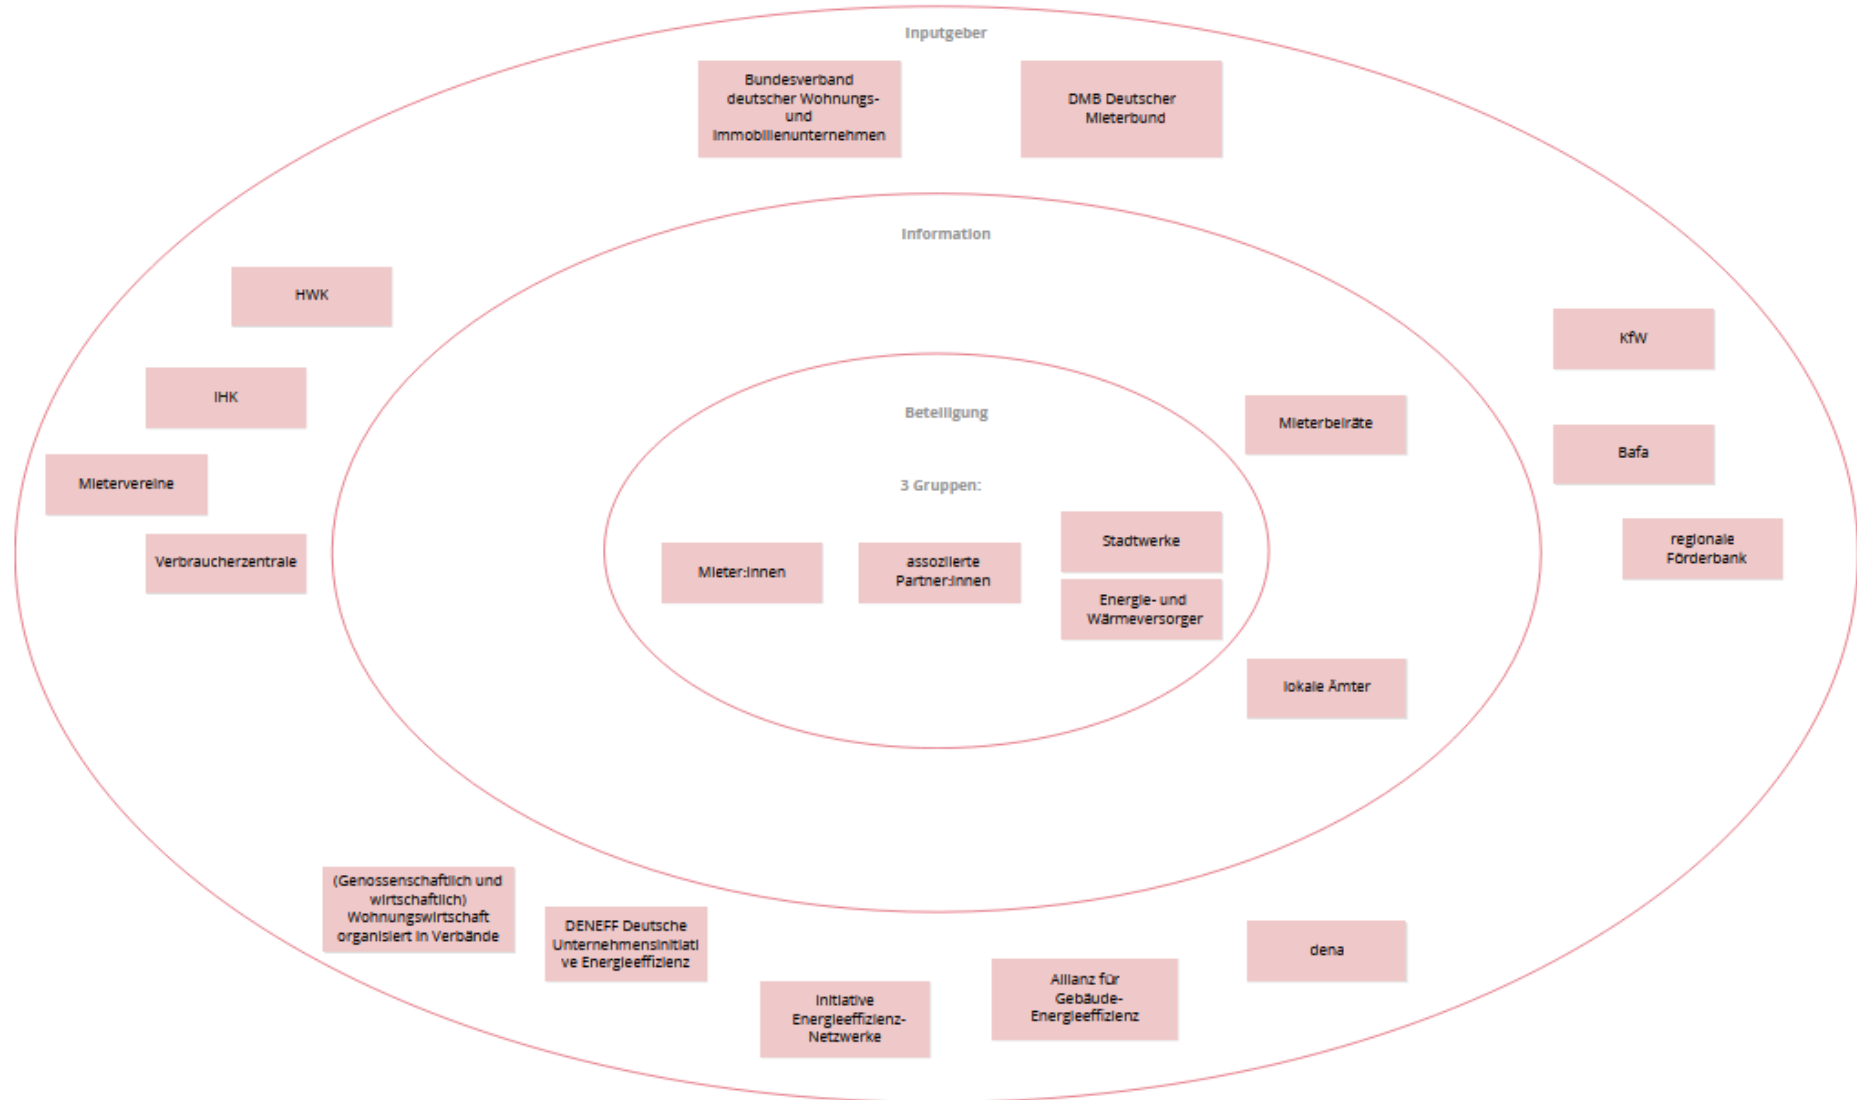 Inputgeber
Bundesverband
deutscher Wohnungs-
und
Immobilienunternehmen
DMB Deutscher
Mieterbund
Information
HWK
KfW
IHK
Beteiligung
Mieterbeiräte
Bafa
Mietervereine
3 Gruppen:
Verbraucherzentrale
Mieter:innen
assoziierte
Partner:innen
Stadtwerke
Energie- und
Wärmeversorger
regionale
Förderbank
lokale Ämter
(Genossenschaftlich und
wirtschaftlich)
Wohnungswirtschaft
organisiert in Verbände
DENEFF Deutsche
Unternehmensinitiati
ve Energieeffizienz
Initiative
Energieeffizienz-
Netzwerke
Allianz für
Gebäude-
Energieeffizienz
dena